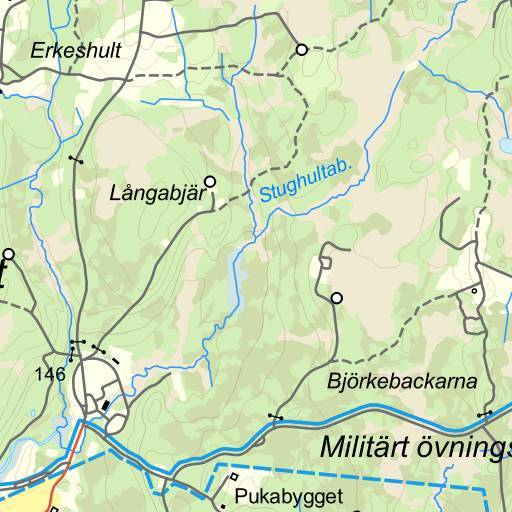 Erkeshult
Stughultab.
Långabjär
146
Björkebackarna
Militärt övnings
Pukabygget